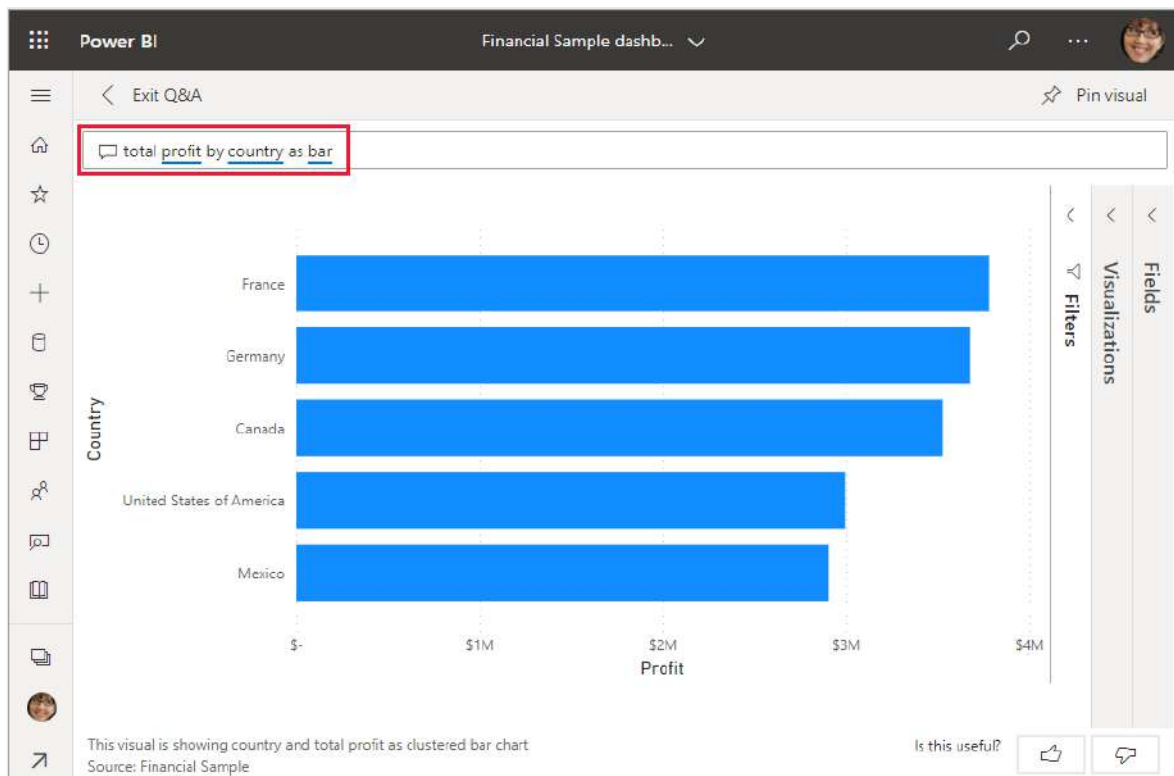 Power BI
Financial Sample dashb...
Exit Q&A
Pin visual
total profit by country as bar
France
Germany
Canada
United States of America
Mexico
Country
$-
$1M
$2M
$3M
$4M
Profit
Filters
Visualizations
Fields
This visual is showing country and total profit as clustered bar chart
Source: Financial Sample
Is this useful?